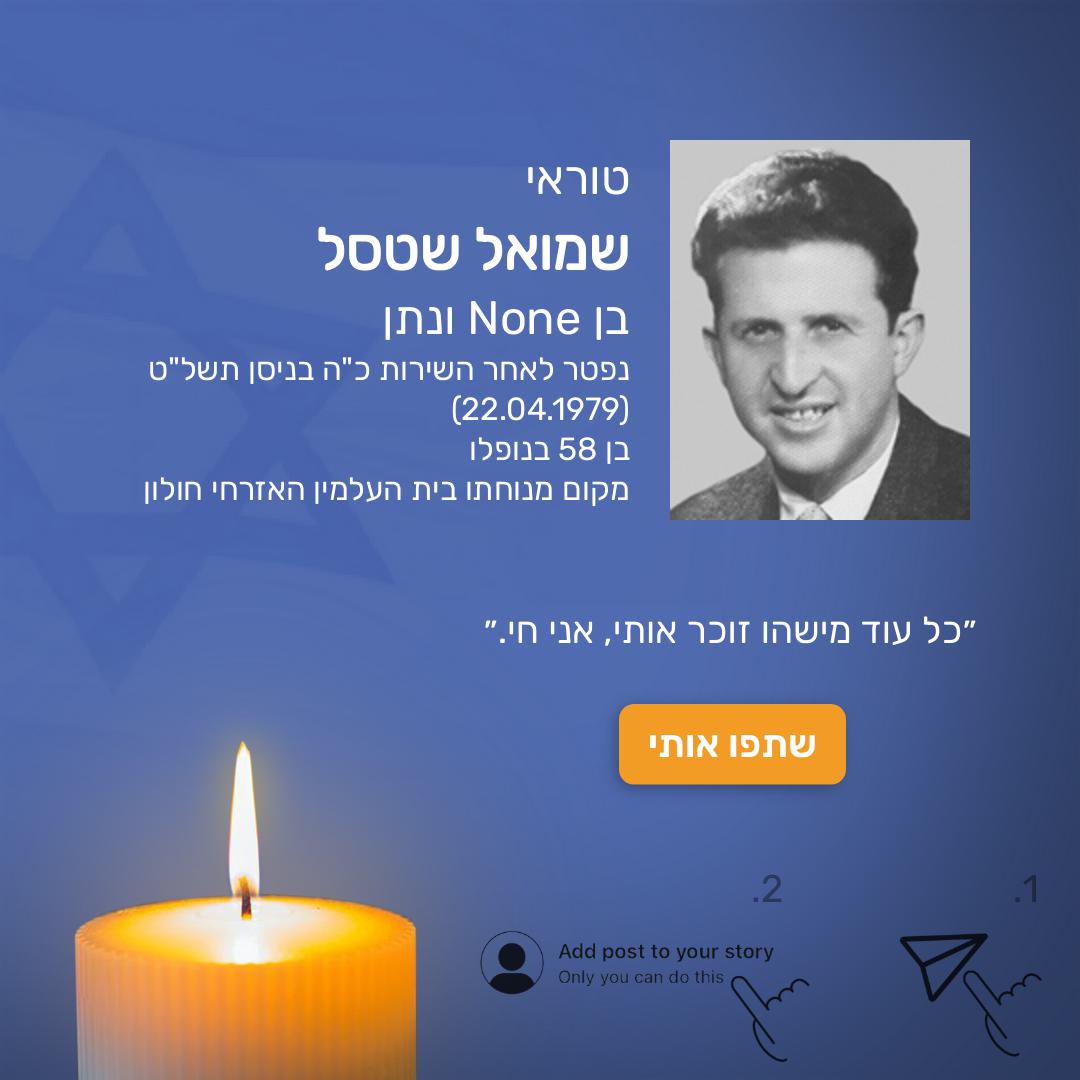 טוראי
שמואל שטסל
בן None ונתן
נפטר לאחר השירות כ"ה בניסן תשל"ט
(22.04.1979)
בן 58 בנופלו
מקום מנוחתו בית העלמין האזרחי חולון
״כל עוד מישהו זוכר אותי, אני חי.״
שתפו אותי
.1
.2
Add post to your story
Only you can do this